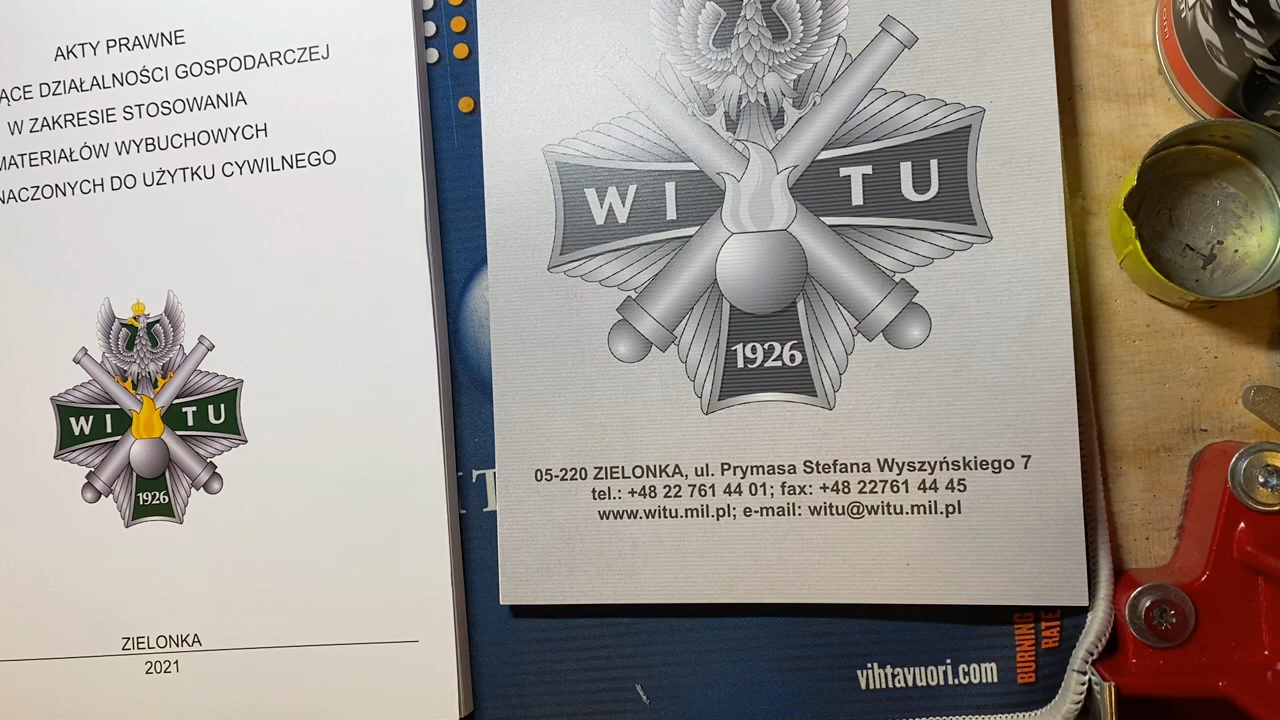 AKTY PRAWNE
DZIAŁALNOŚCI GOSPODARCZEJ
W ZAKRESIE STOSOWANIA
MATERIAŁÓW WYBUCHOWYCH
DO UŻYTKU CYWILNEGO
WI TU
1926
ZIELONKA
2021
WI TU
1926
05-220 ZIELONKA, ul. Prymasa Stefana Wyszyńskiego 7
tel.: +48 22 761 44 01; fax: +48 22761 44 45
www.witu.mil.pl; e-mail: witu@witu.mil.pl
vihtavuori.com
BURNING
RATE